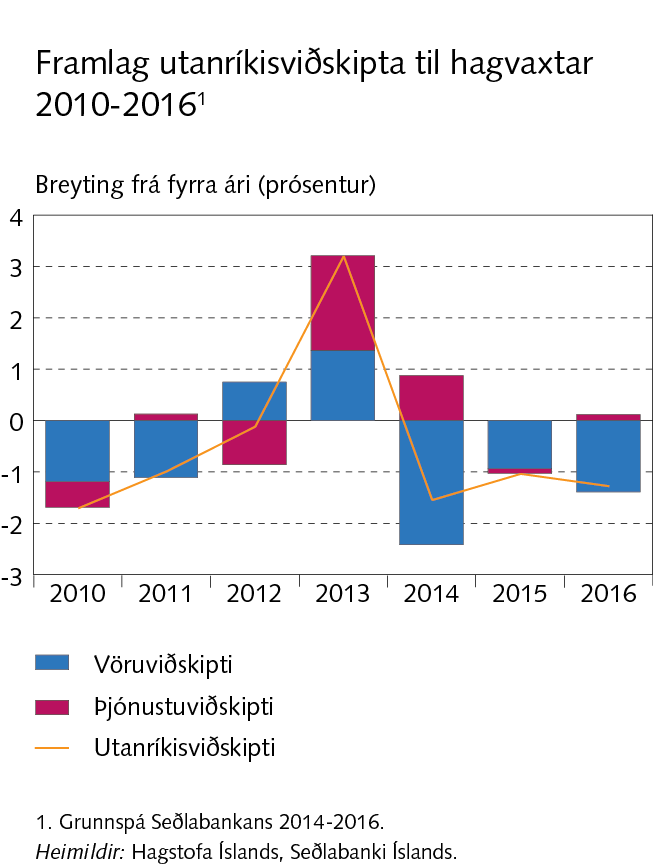 Framlag utanríkisviðskipta til hagvaxtar
2010-2016¹
Breyting frá fyrra ári (prósentur)
4
3
2
1
0
-1
-2
-3
2010 2011 2012 2013 2014 2015 2016
Vöruviðskipti
Þjónustuviðskipti
Utanríkisviðskipti
1. Grunnspá Seðlabankans 2014-2016.
Heimildir: Hagstofa Íslands, Seðlabanki Íslands.